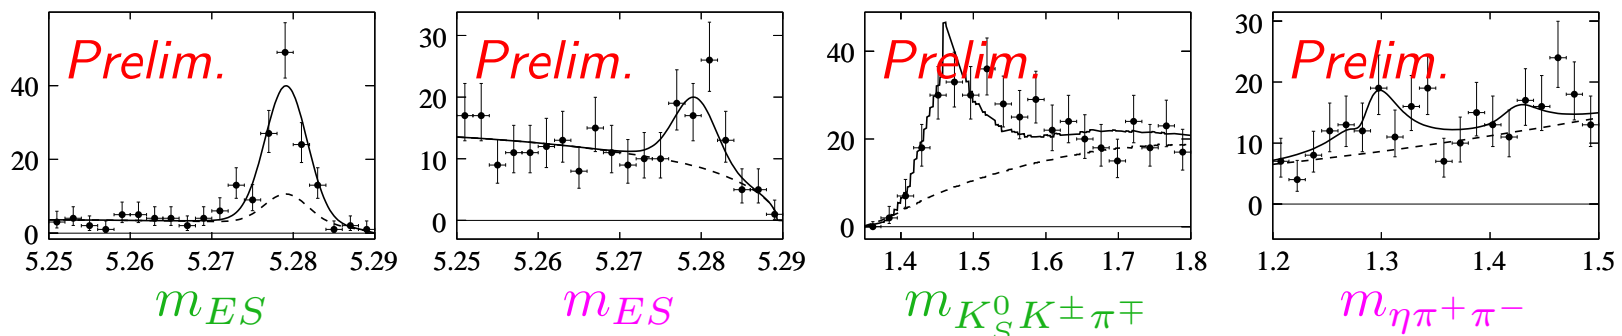 Prelim. Prelim. Prelim. Prelim.
40 20 0
30 20 10 0
40 20 0
30 20 10 0
5.25 5.26 5.27 5.28 5.29 5.25 5.26 5.27 5.28 5.29 1.4 1.5 1.6 1.7 1.8 1.2 1.3 1.4 1.5
m_{ES} m_{ES} m_{K^0_S K^± π^∓} m_{ηπ^+π^-}